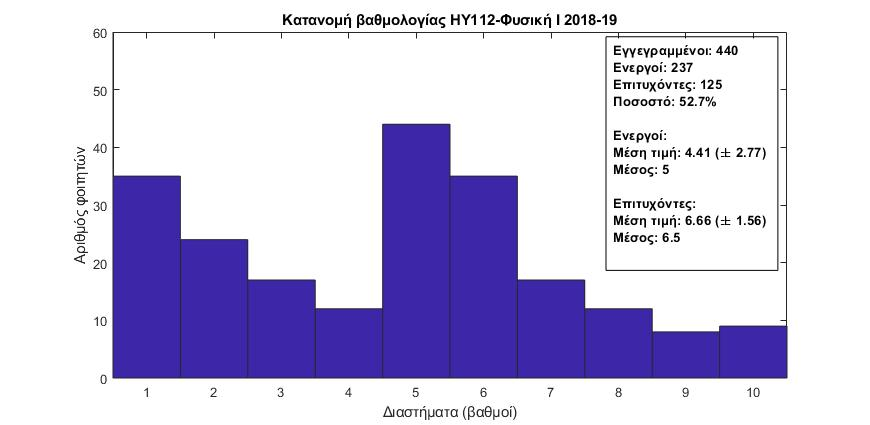 Κατανομή βαθμολογίας ΗΥ112-Φυσική Ι 2018-19
Αριθμός φοιτητών
60
50
40
30
20
10
0
Εγγεγραμμένοι: 440
Ενεργοί: 237
Επιτυχόντες: 125
Ποσοστό: 52.7%
Ενεργοί:
Μέση τιμή: 4.41 (± 2.77)
Μέσος: 5
Επιτυχόντες:
Μέση τιμή: 6.66 (± 1.56)
Μέσος: 6.5
1 2 3 4 5 6 7 8 9 10
Διαστήματα (βαθμοί)